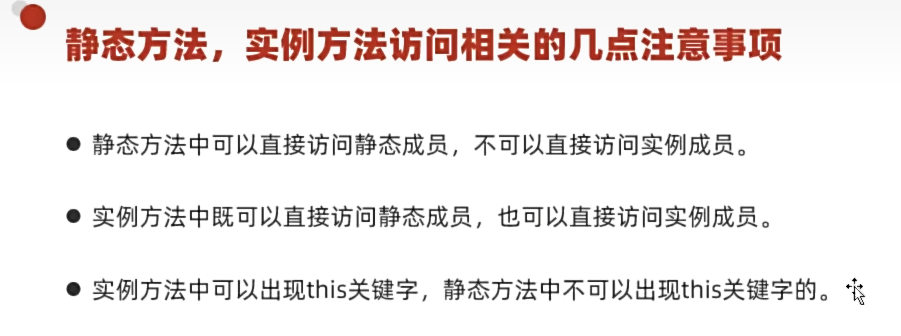 静态方法，实例方法访问相关的几点注意事项
● 静态方法中可以直接访问静态成员，不可以直接访问实例成员。
● 实例方法中既可以直接访问静态成员，也可以直接访问实例成员。
● 实例方法中可以出现this关键字，静态方法中不可以出现this关键字的。